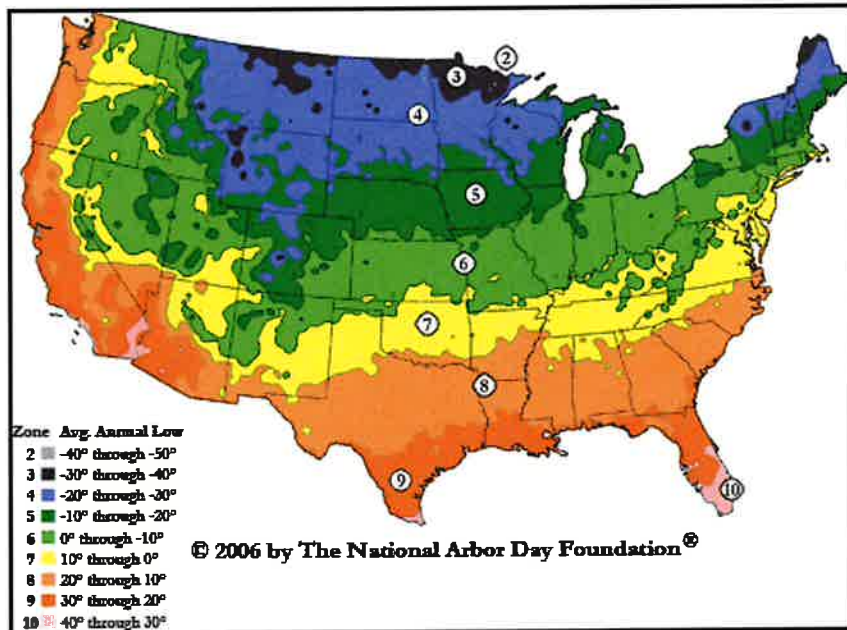 2
3
4
5
6
7
8
9
10
Zone Avg. Annual Low
2 -40° through -50°
3 -30° through -40°
4 -20° through -30°
5 -10° through -20°
6 0° through -10°
7 10° through 0°
8 20° through 10°
9 30° through 20°
10 40° through 30°
© 2006 by The National Arbor Day Foundation®